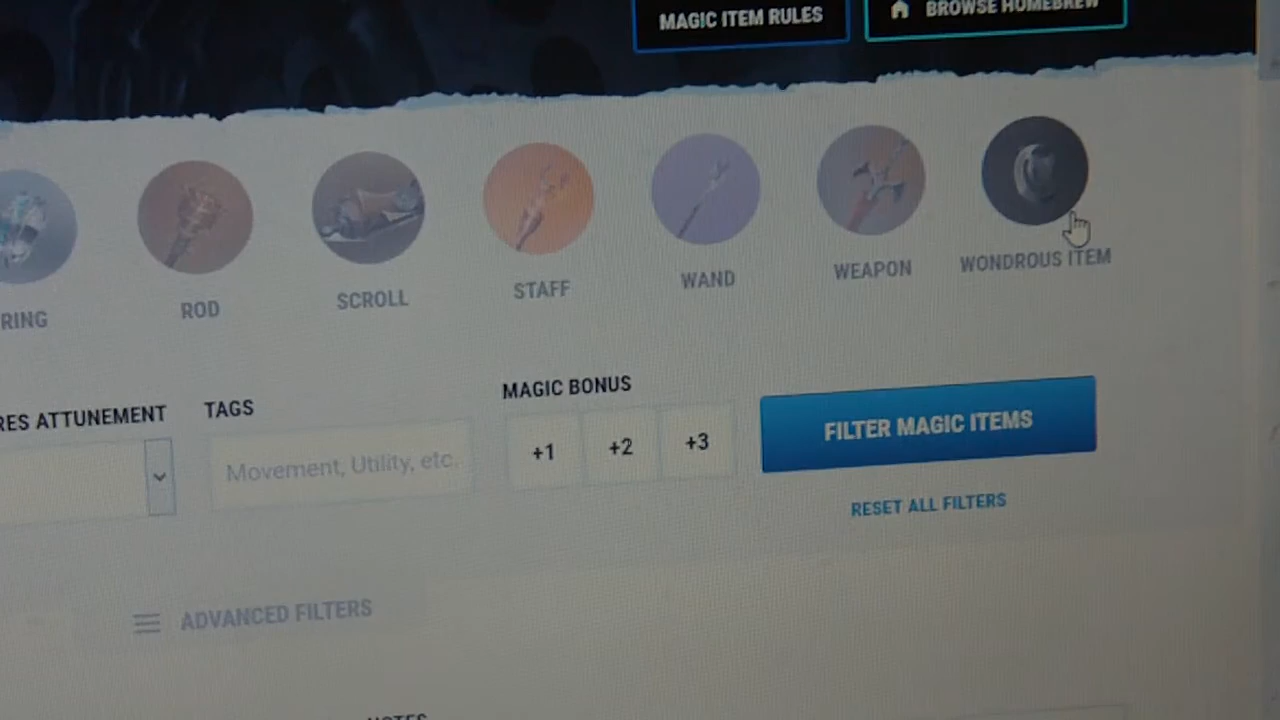 MAGIC ITEM RULES
BROWSE HOMEBREW
RING
ROD
SCROLL
STAFF
WAND
WEAPON
WONDROUS ITEM
RES ATTUNEMENT
TAGS
MAGIC BONUS
Movement, Utility, etc.
+1
+2
+3
FILTER MAGIC ITEMS
RESET ALL FILTERS
ADVANCED FILTERS
NOTES